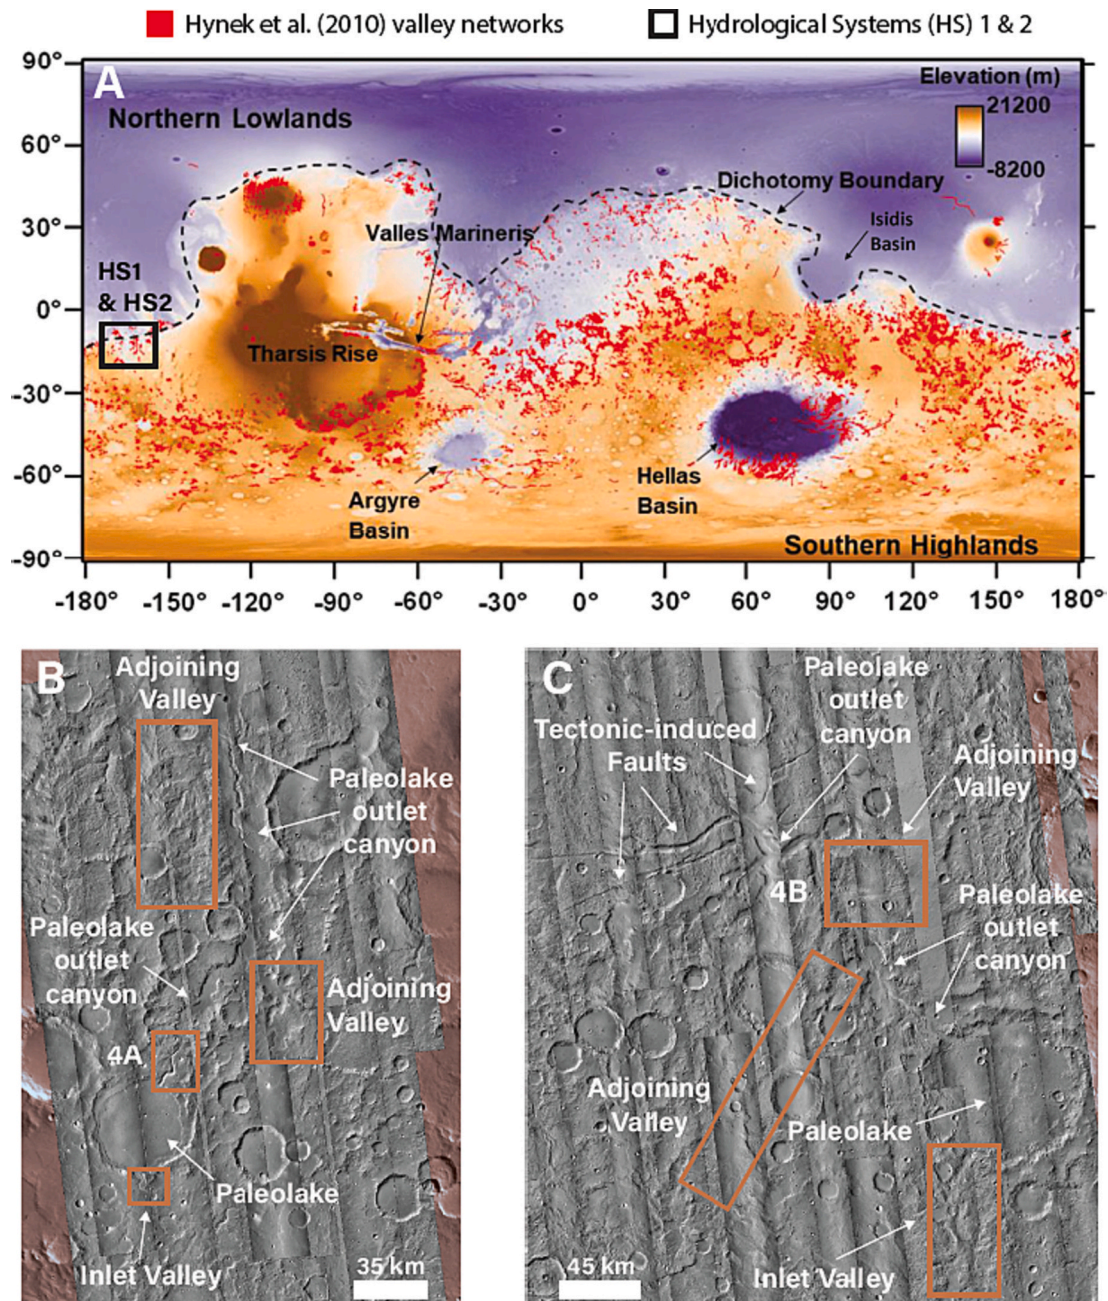 Hynek et al. (2010) valley networks
Hydrological Systems (HS) 1 & 2
A
Northern Lowlands
Elevation (m)
21200
-8200
Dichotomy Boundary
Isidis
Basin
Valles Marineris
HS1
& HS2
Tharsis Rise
Argyre
Basin
Hellas
Basin
Southern Highlands
90°
60°
30°
0°
-30°
-60°
-90°
-180° -150° -120° -90° -60° -30° 0° 30° 60° 90° 120° 150° 180°
B
Adjoining
Valley
Paleolake
outlet
canyon
Paleolake
outlet
canyon
Adjoining
Valley
4A
Paleolake
Inlet Valley
35 km
C
Paleolake
outlet
canyon
Tectonic-induced
Faults
Adjoining
Valley
4B
Paleolake
outlet
canyon
Adjoining
Valley
Paleolake
Inlet Valley
45 km